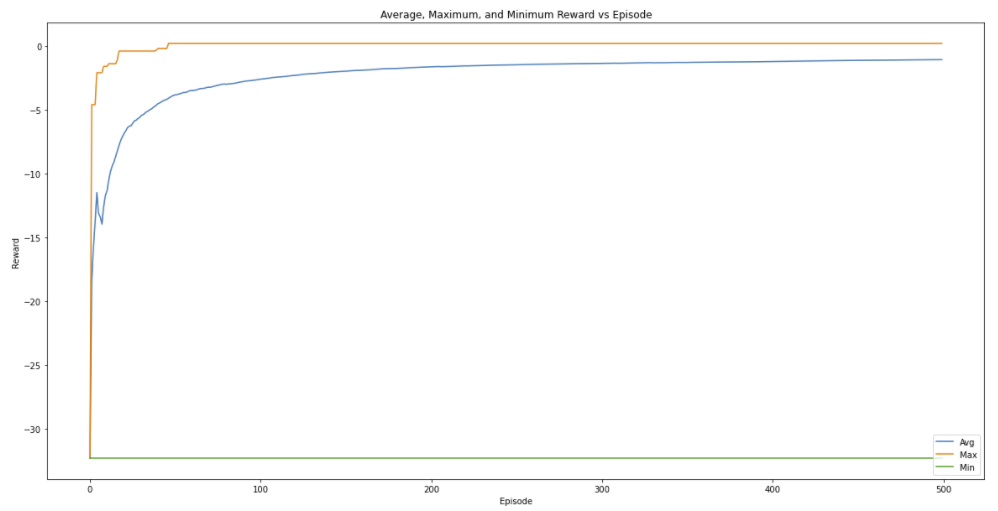 Average, Maximum, and Minimum Reward vs Episode
0
−5
−10
−15
−20
−25
−30
Reward
0 100 200 300 400 500
Episode
Avg
Max
Min